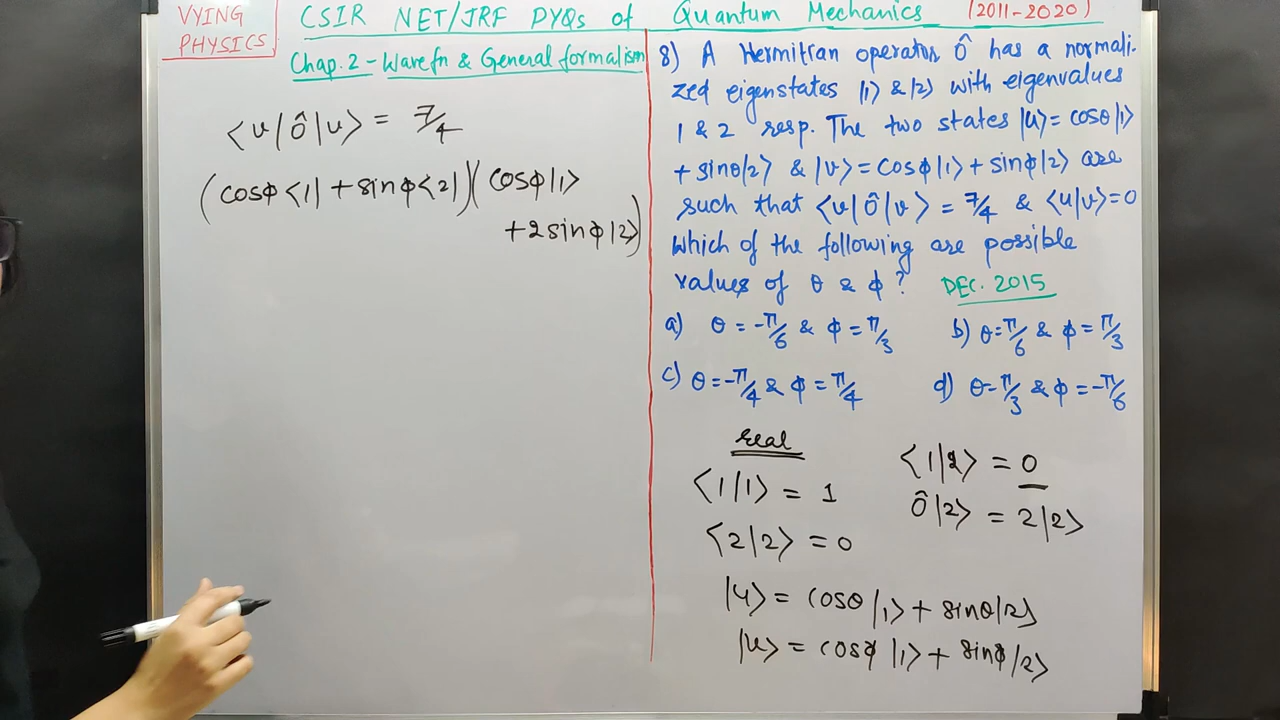 VYING
PHYSICS
CSIR NET/JRF PYQs of Quantum Mechanics (2011-2020)
Chap. 2 - Wavefn & General formalism
⟨v|Ô|v⟩ = 7/4
(cosφ⟨1| + sinφ⟨2|)(cosφ|1⟩
+2sinφ|2⟩)
8) A Hermitian operator Ô has a normali-
zed eigenstates |1⟩ & |2⟩ with eigenvalues
1 & 2 resp. The two states |u⟩ = cosθ|1⟩
+ sinθ|2⟩ & |v⟩ = cosφ|1⟩ + sinφ|2⟩ are
such that ⟨v|Ô|v⟩ = 7/4 & ⟨u|v⟩=0
Which of the following are possible
values of θ & φ? DEC. 2015
a) θ = -π/6 & φ = π/3 b) θ=π/6 & φ = π/3
c) θ = -π/4 & φ = π/4 d) θ=π/3 & φ = -π/6
real
⟨1|1⟩ = 1 ⟨1|2⟩ = 0
⟨2|2⟩ = 0 Ô|2⟩ = 2|2⟩
|u⟩ = cosθ|1⟩ + sinθ|2⟩
|v⟩ = cosφ|1⟩ + sinφ|2⟩